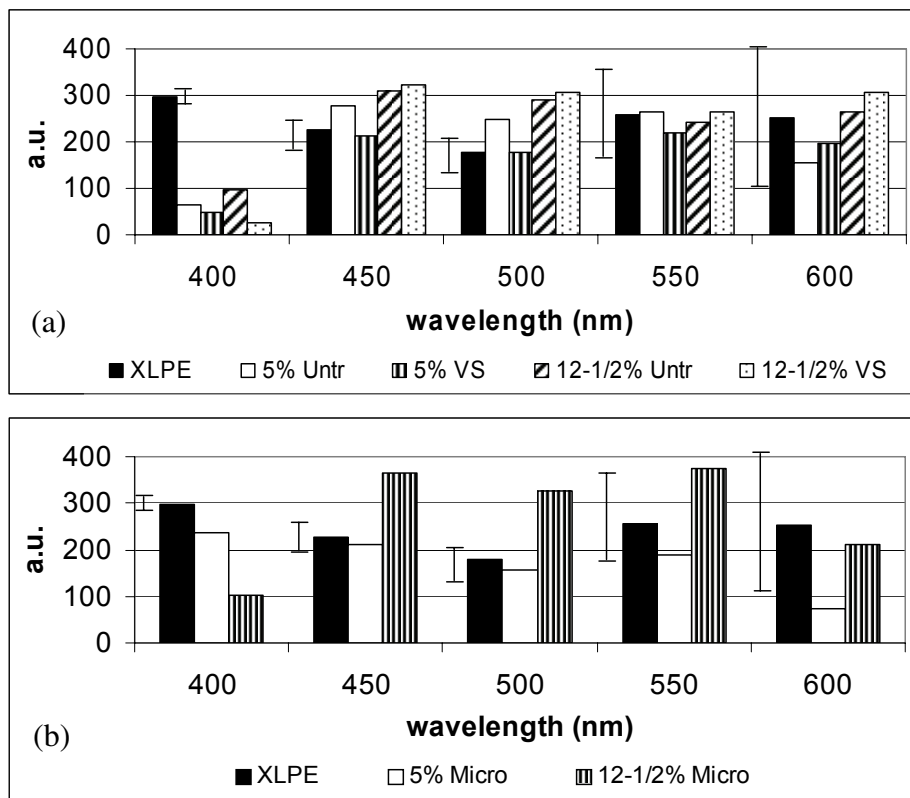 400
300
200
100
0
a.u.
400 450 500 550 600
(a)
wavelength (nm)
XLPE 5% Untr 5% VS 12-1/2% Untr 12-1/2% VS
400
300
200
100
0
a.u.
400 450 500 550 600
(b)
wavelength (nm)
XLPE 5% Micro 12-1/2% Micro